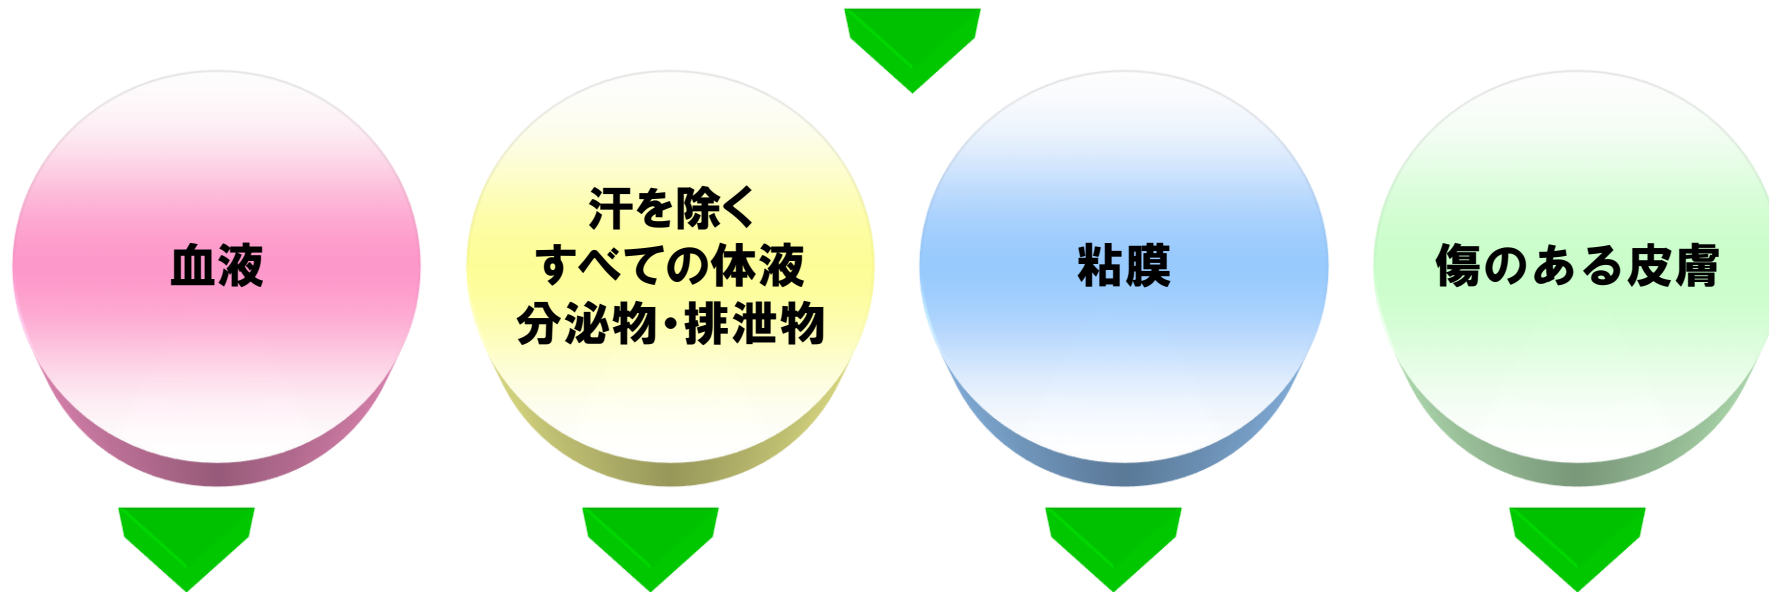 血液
汗を除く
すべての体液
分泌物・排泄物
粘膜
傷のある皮膚